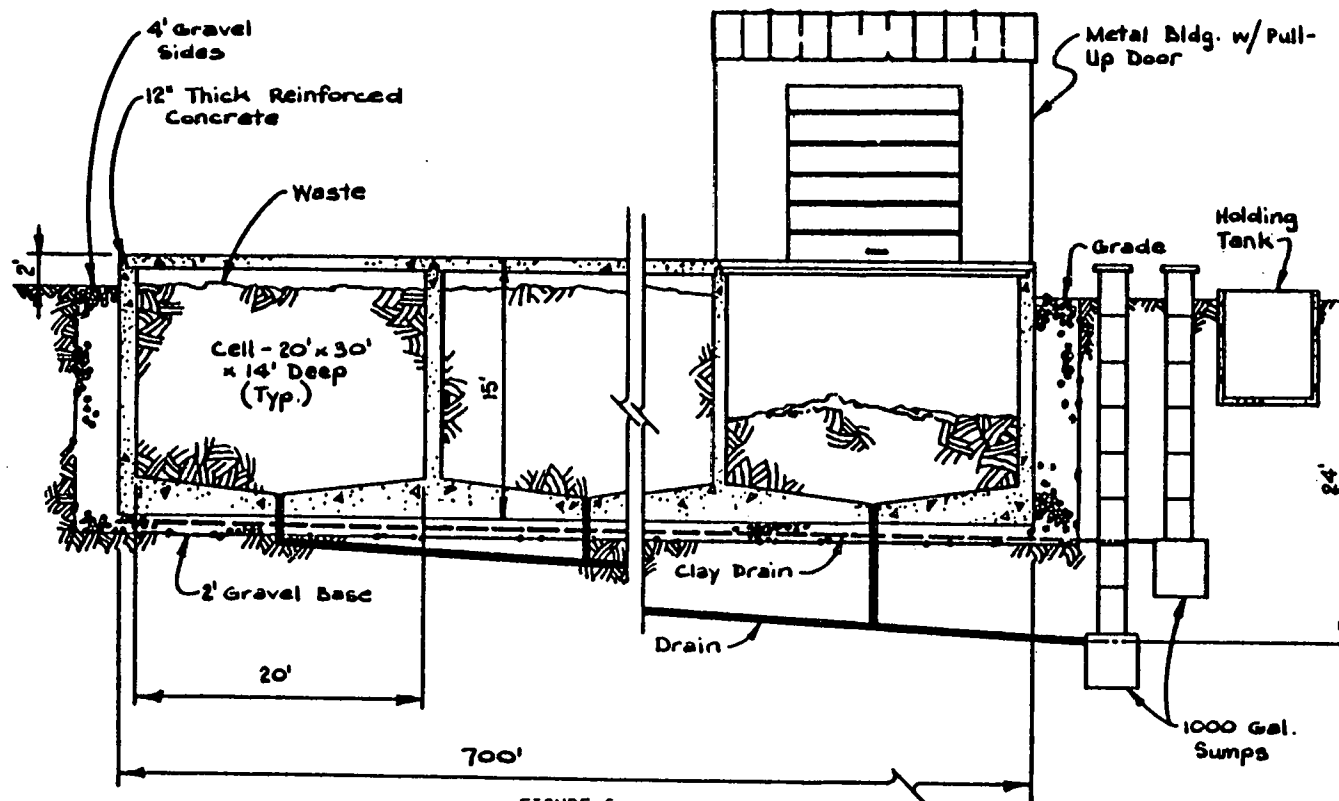 4' Gravel
Sides
12" Thick Reinforced
Concrete
Waste
Metal Bldg. w/ Pull-
Up Door
Holding
Tank
Grade
2'
Cell - 20' x 30'
x 14' Deep
(Typ.)
15'
24'
Clay Drain
2' Gravel Base
Drain
20'
1000 Gal.
Sumps
700'